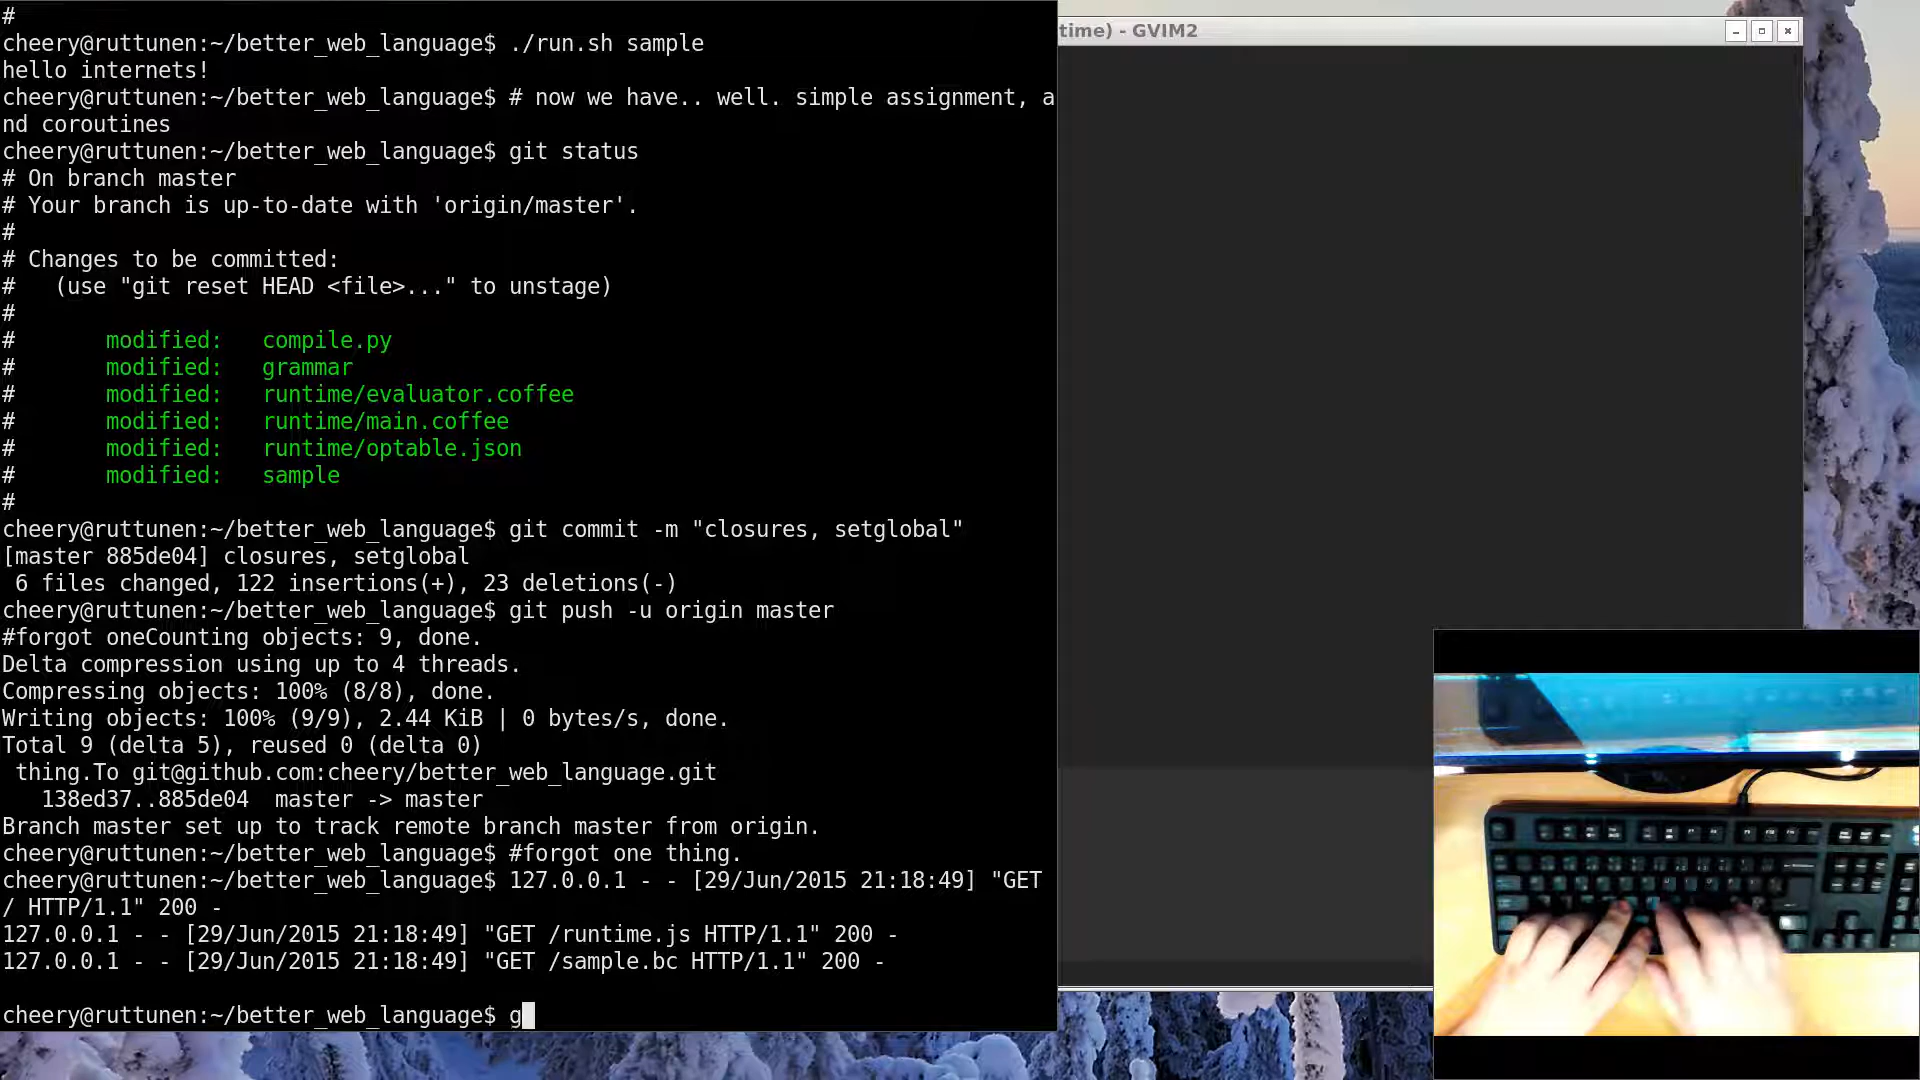 #
cheery@ruttunen:~/better_web_language$ ./run.sh sample
hello internets!
cheery@ruttunen:~/better_web_language$ # now we have.. well. simple assignment, a
nd coroutines
cheery@ruttunen:~/better_web_language$ git status
# On branch master
# Your branch is up-to-date with 'origin/master'.
#
# Changes to be committed:
#   (use "git reset HEAD <file>..." to unstage)
#
#       modified:   compile.py
#       modified:   grammar
#       modified:   runtime/evaluator.coffee
#       modified:   runtime/main.coffee
#       modified:   runtime/optable.json
#       modified:   sample
#
cheery@ruttunen:~/better_web_language$ git commit -m "closures, setglobal"
[master 885de04] closures, setglobal
 6 files changed, 122 insertions(+), 23 deletions(-)
cheery@ruttunen:~/better_web_language$ git push -u origin master
#forgot oneCounting objects: 9, done.
Delta compression using up to 4 threads.
Compressing objects: 100% (8/8), done.
Writing objects: 100% (9/9), 2.44 KiB | 0 bytes/s, done.
Total 9 (delta 5), reused 0 (delta 0)
 thing.To git@github.com:cheery/better_web_language.git
   138ed37..885de04  master -> master
Branch master set up to track remote branch master from origin.
cheery@ruttunen:~/better_web_language$ #forgot one thing.
cheery@ruttunen:~/better_web_language$ 127.0.0.1 - - [29/Jun/2015 21:18:49] "GET
/ HTTP/1.1" 200 -
127.0.0.1 - - [29/Jun/2015 21:18:49] "GET /runtime.js HTTP/1.1" 200 -
127.0.0.1 - - [29/Jun/2015 21:18:49] "GET /sample.bc HTTP/1.1" 200 -
cheery@ruttunen:~/better_web_language$ g
time) - GVIM2